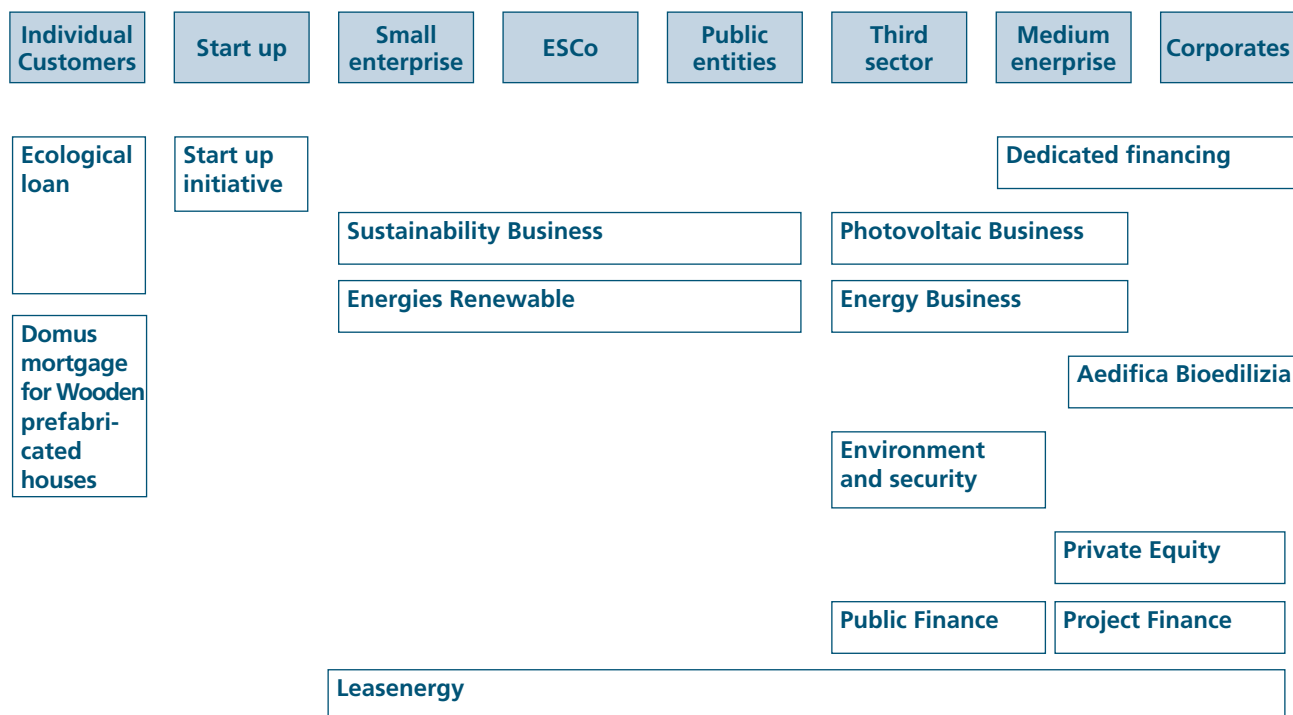 Individual
Customers
Start up
Small
enterprise
ESCo
Public
entities
Third
sector
Medium
enerprise
Corporates
Ecological
loan
Start up
initiative
Dedicated financing
Sustainability Business
Photovoltaic Business
Energies Renewable
Energy Business
Domus
mortgage
for Wooden
prefabri-
cated
houses
Aedifica Bioedilizia
Environment
and security
Private Equity
Public Finance
Project Finance
Leasenergy